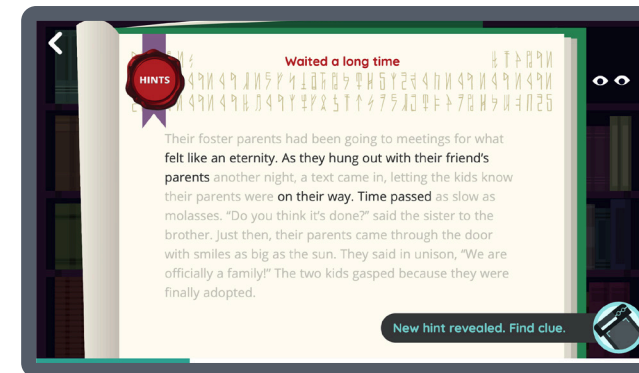 Waited a long time
HINTS
Their foster parents had been going to meetings for what
felt like an eternity. As they hung out with their friend's
parents another night, a text came in, letting the kids know
their parents were on their way. Time passed as slow as
molasses. “Do you think it's done?” said the sister to the
brother. Just then, their parents came through the door
with smiles as big as the sun. They said in unison, “We are
officially a family!” The two kids gasped because they were
finally adopted.
New hint revealed. Find clue.